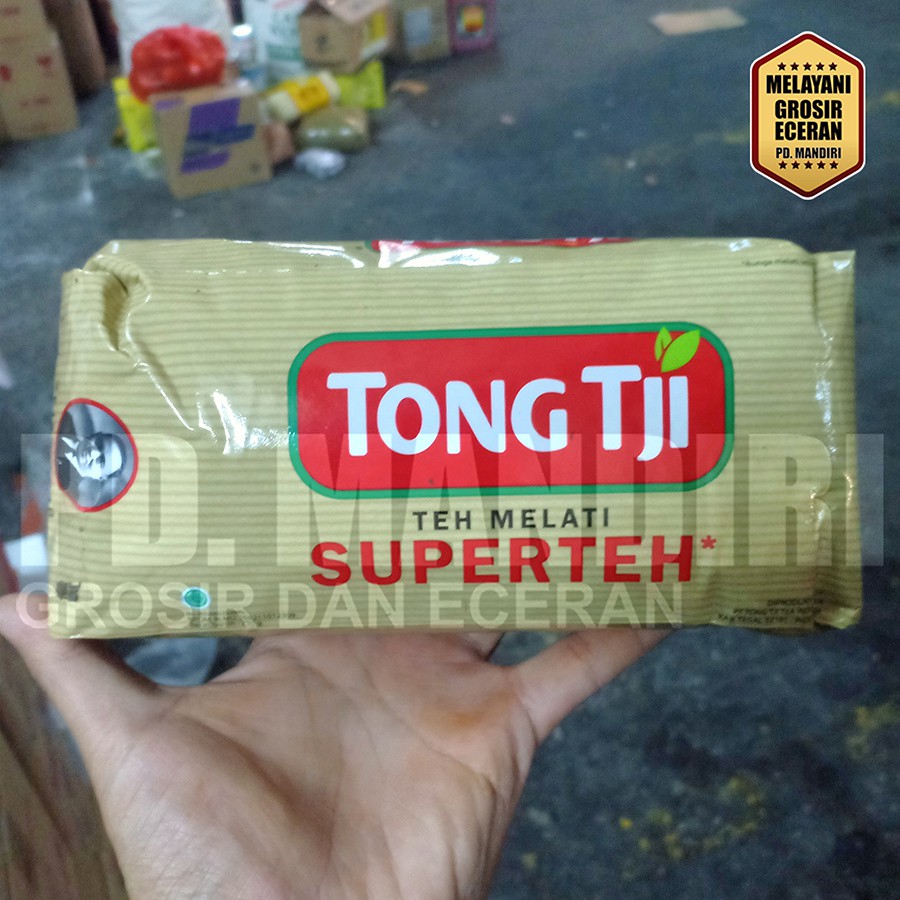 MELAYANI
GROSIR
ECERAN
PD. MANDIRI
TONG TJI
TEH MELATI
SUPERTEH*
PD. MANDIRI
GROSIR DAN ECERAN